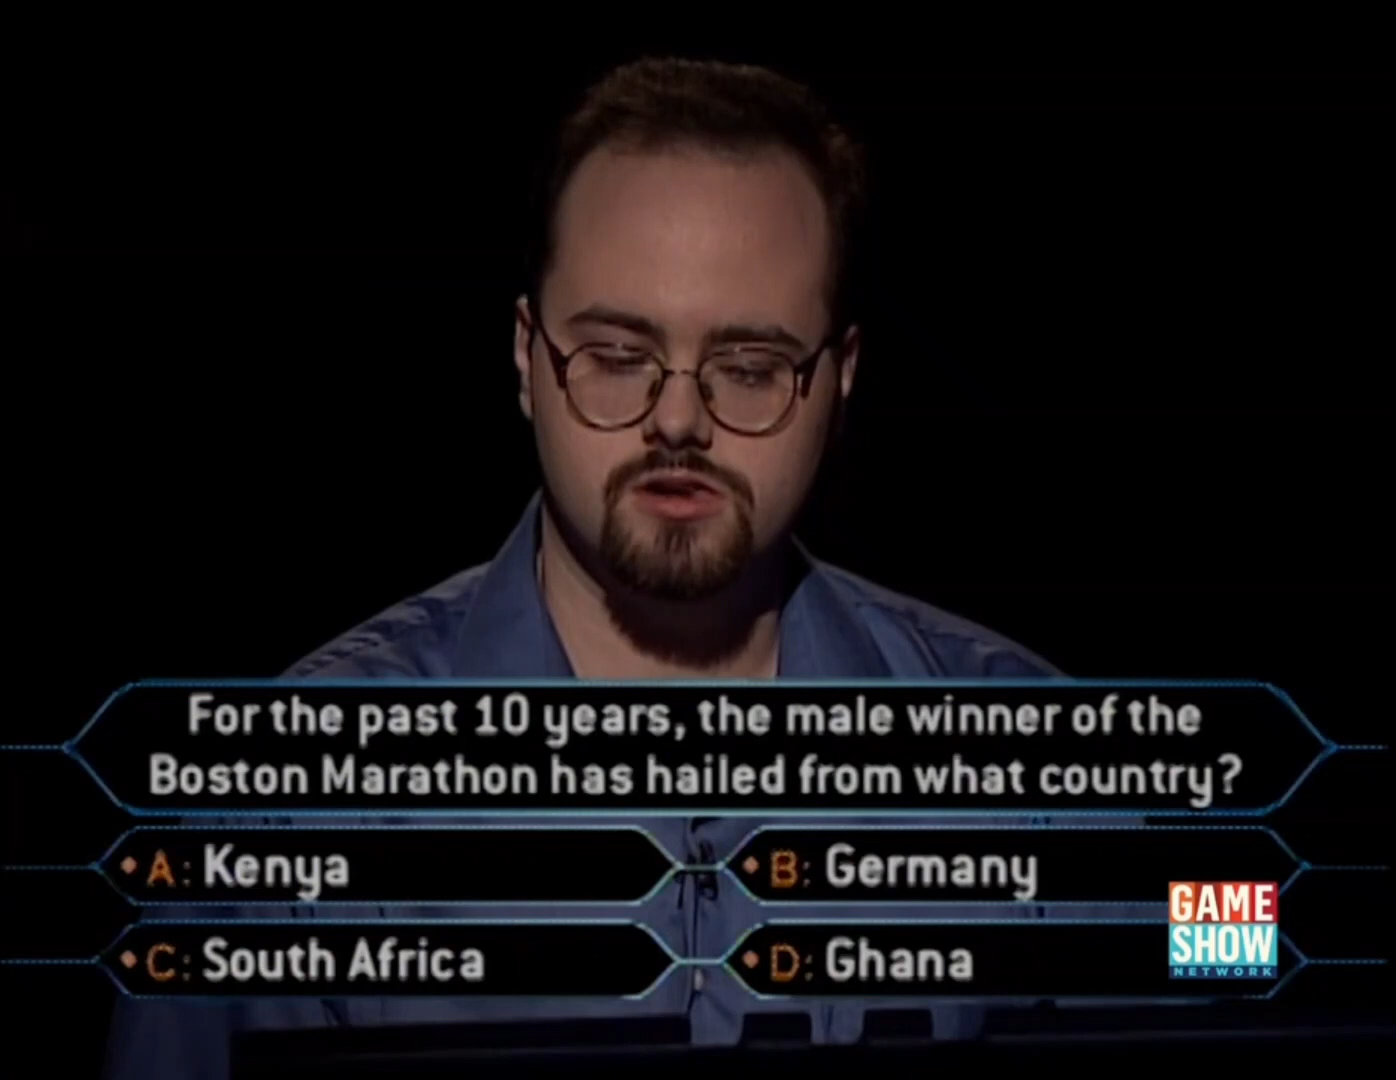 For the past 10 years, the male winner of the
Boston Marathon has hailed from what country?
A: Kenya
B: Germany
C: South Africa
D: Ghana
GAME
SHOW
NETWORK